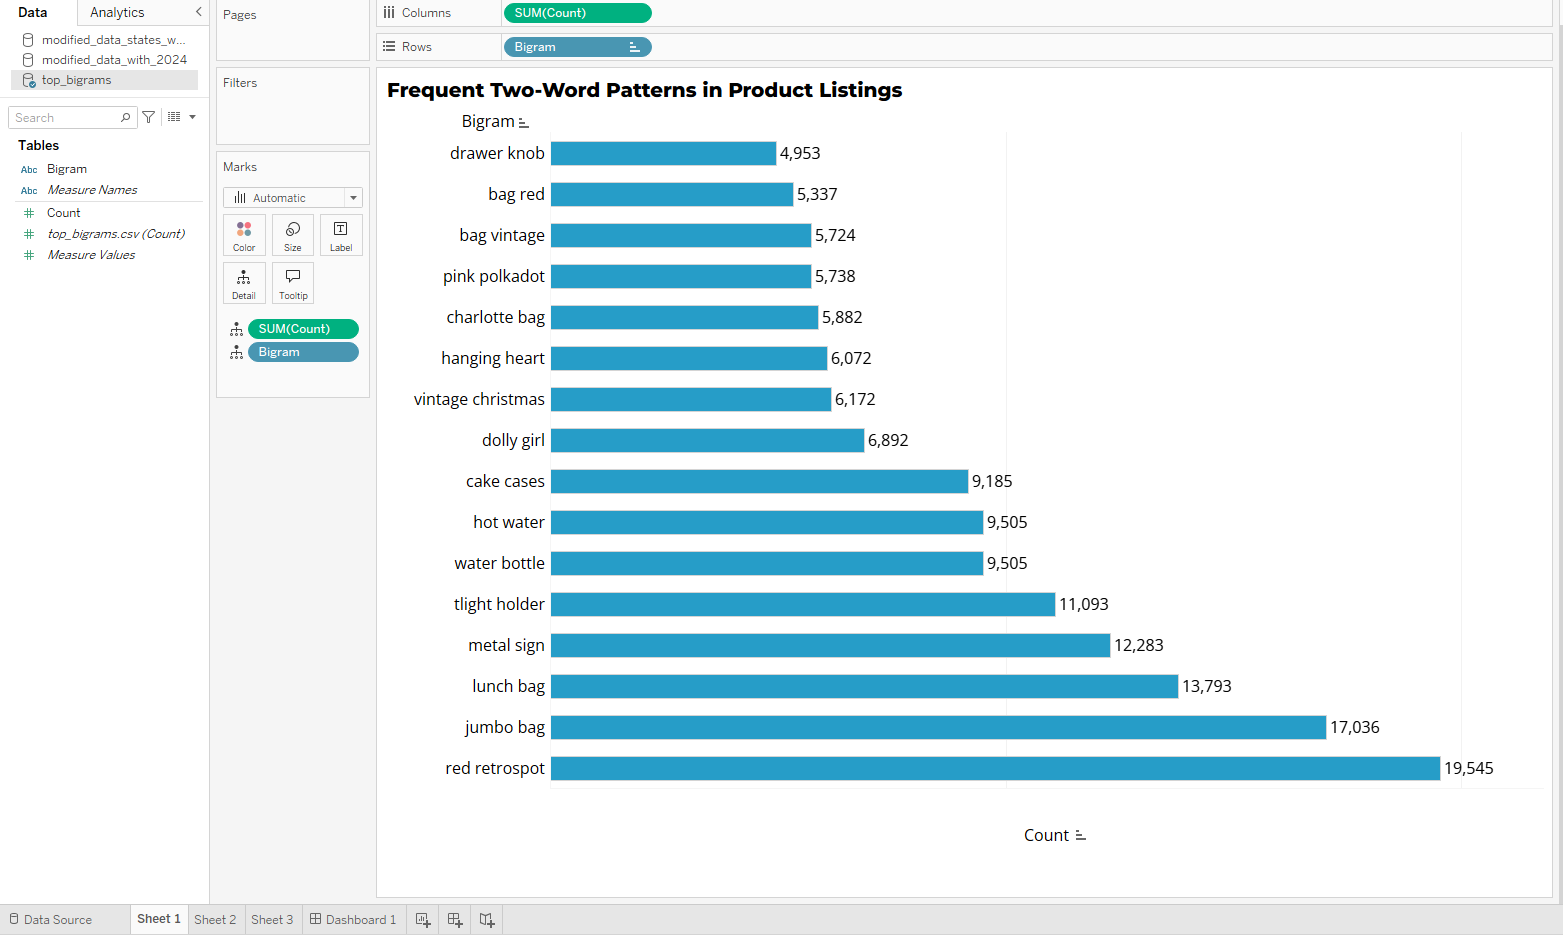 Data
Analytics
modified_data_states_w...
modified_data_with_2024
top_bigrams
Search
Tables
Abc Bigram
Abc Measure Names
# Count
# top_bigrams.csv (Count)
# Measure Values
Pages
Filters
Marks
Automatic
Color Size Label
Detail Tooltip
SUM(Count)
Bigram
Columns SUM(Count)
Rows Bigram
Frequent Two-Word Patterns in Product Listings
Bigram
drawer knob 4,953
bag red 5,337
bag vintage 5,724
pink polkadot 5,738
charlotte bag 5,882
hanging heart 6,072
vintage christmas 6,172
dolly girl 6,892
cake cases 9,185
hot water 9,505
water bottle 9,505
tlight holder 11,093
metal sign 12,283
lunch bag 13,793
jumbo bag 17,036
red retrospot 19,545
Count
Data Source Sheet 1 Sheet 2 Sheet 3 Dashboard 1